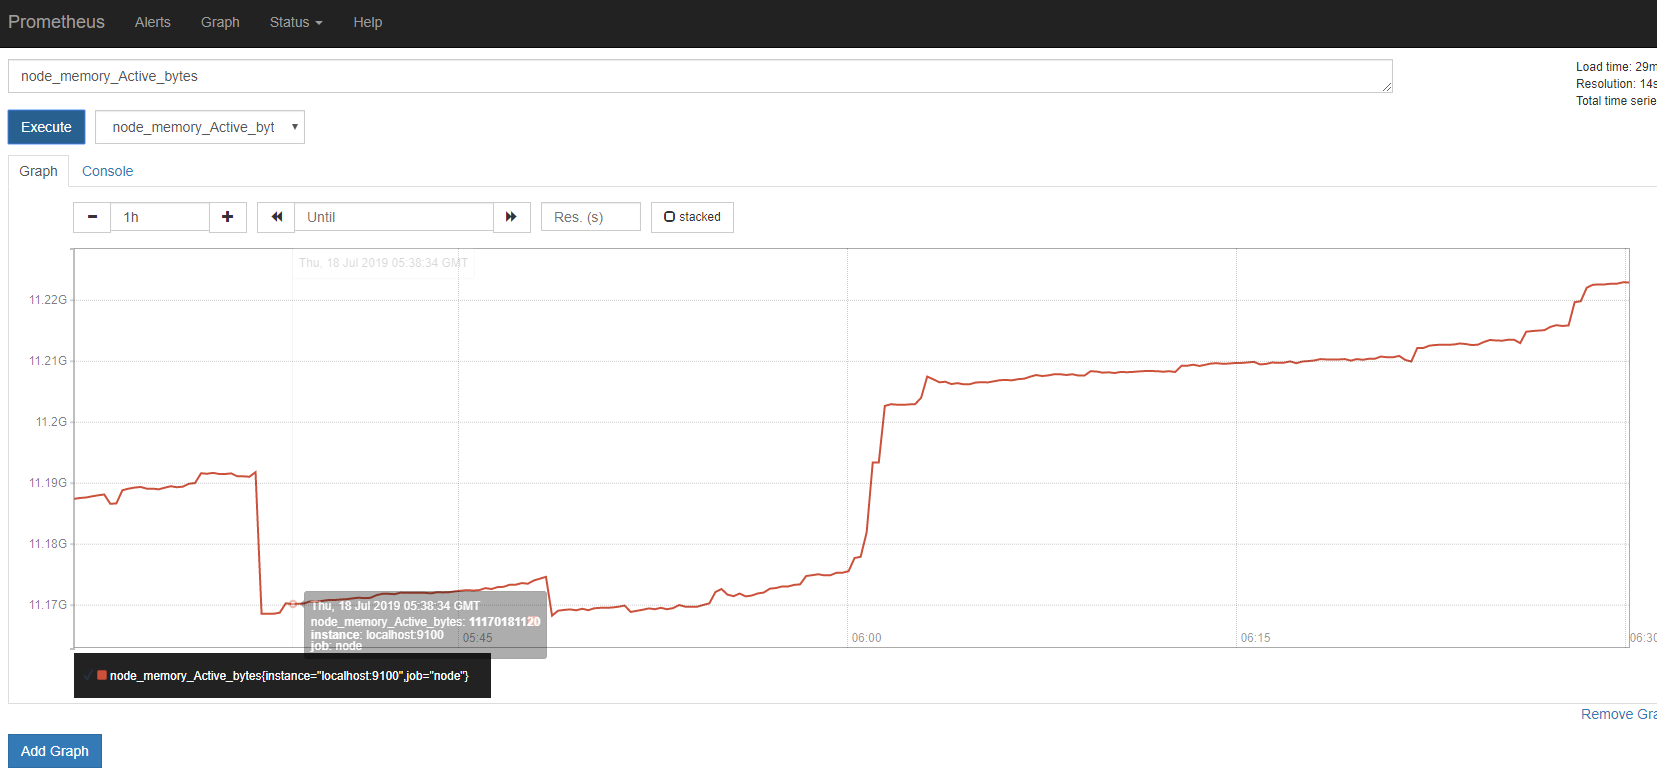 Prometheus Alerts Graph Status Help
node_memory_Active_bytes
Load time: 29m
Resolution: 14s
Total time serie
Execute node_memory_Active_byt
Graph Console
1h Until Res. (s) stacked
Thu, 18 Jul 2019 05:38:34 GMT
11.22G
11.21G
11.2G
11.19G
11.18G
11.17G
Thu, 18 Jul 2019 05:38:34 GMT
node_memory_Active_bytes: 11170181120
instance: localhost:9100
job: node
05:45 06:00 06:15 06:30
node_memory_Active_bytes{instance="localhost:9100",job="node"}
Remove Gra
Add Graph